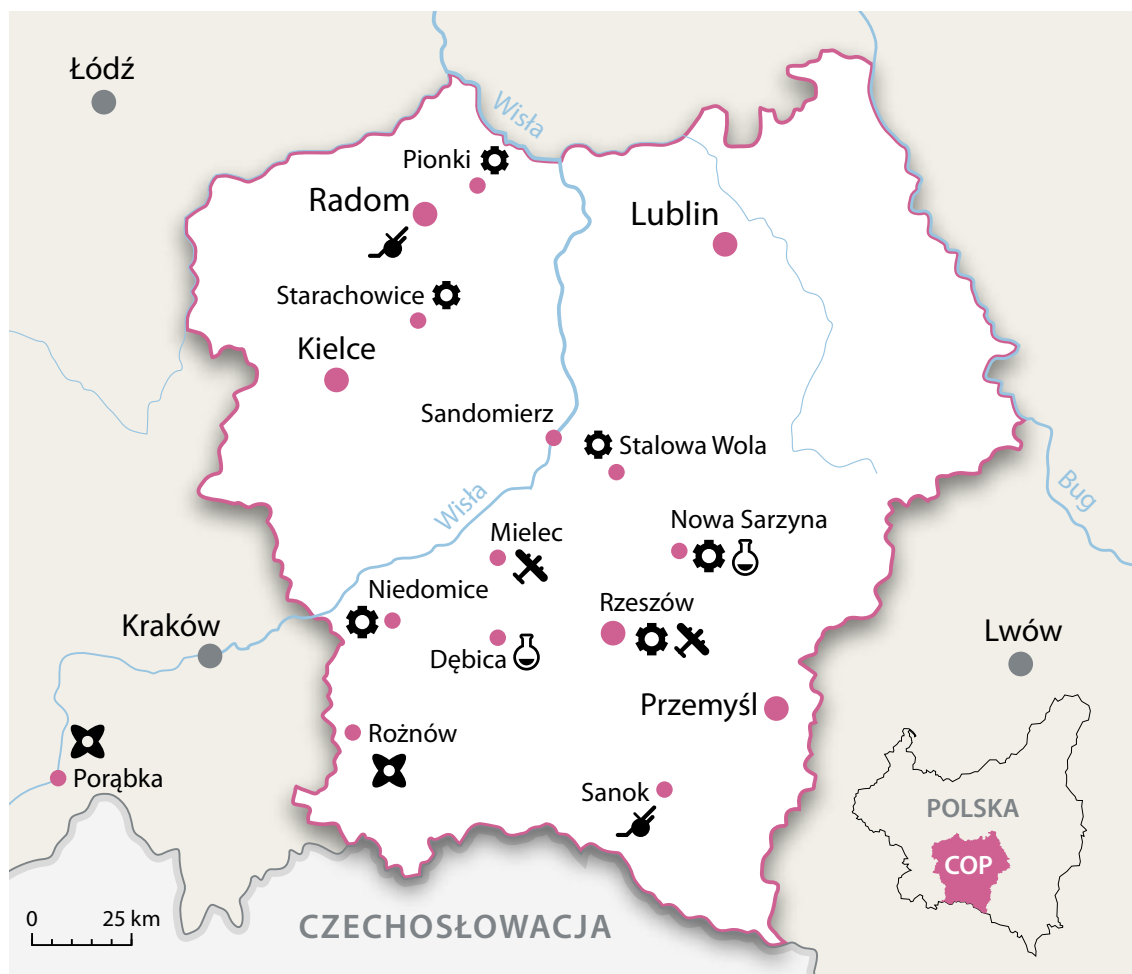 Łódź
Wisła
Pionki
Radom
Lublin
Starachowice
Kielce
Sandomierz
Stalowa Wola
Wisła
Bug
Nowa Sarzyna
Mielec
Niedomice
Rzeszów
Kraków
Lwów
Dębica
Przemyśl
Rożnów
Porąbka
Sanok
POLSKA
COP
0 25 km
CZECHOSŁOWACJA